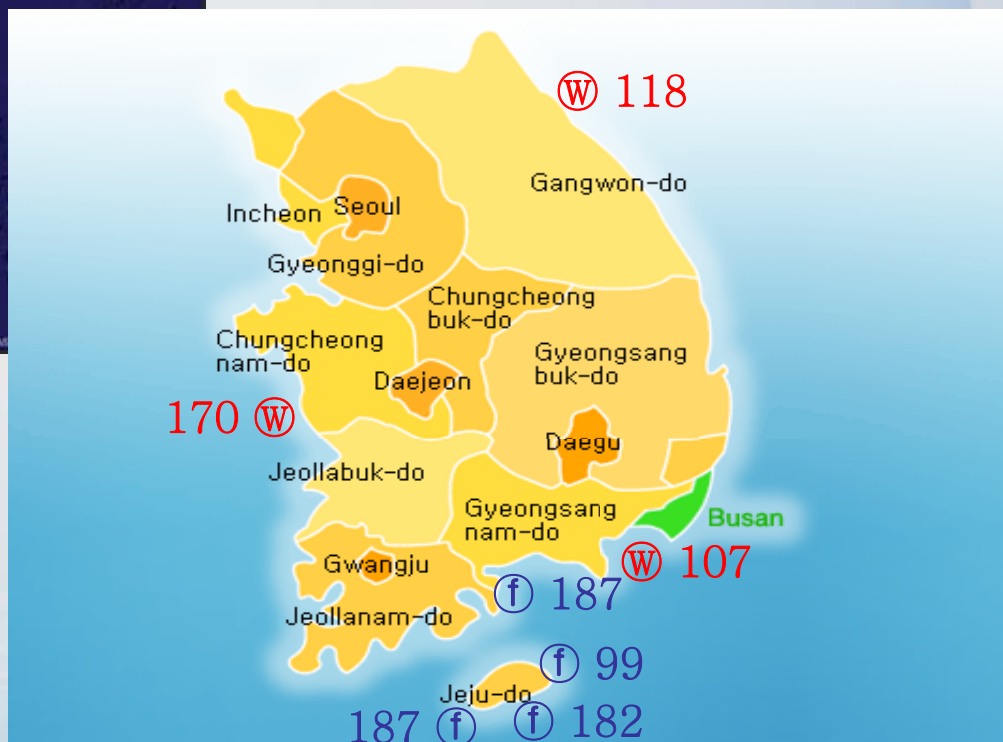 ⓦ 118
Gangwon-do
Incheon
Seoul
Gyeonggi-do
Chungcheong
buk-do
Chungcheong
nam-do
Gyeongsang
buk-do
Daejeon
170 ⓦ
Daegu
Jeollabuk-do
Gyeongsang
nam-do
Busan
Gwangju
ⓦ 107
ⓕ 187
Jeollanam-do
ⓕ 99
Jeju-do
187 ⓕ
ⓕ 182